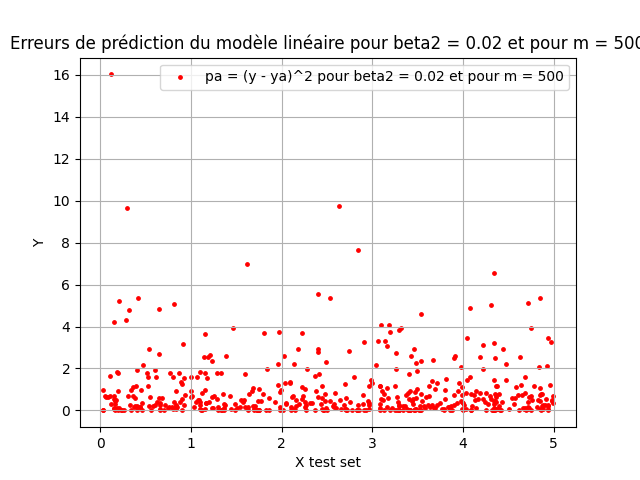 Erreurs de prédiction du modèle linéaire pour beta2 = 0.02 et pour m = 500
pa = (y - ya)^2 pour beta2 = 0.02 et pour m = 500
16
14
12
10
8
6
4
2
0
Y
0 1 2 3 4 5
X test set